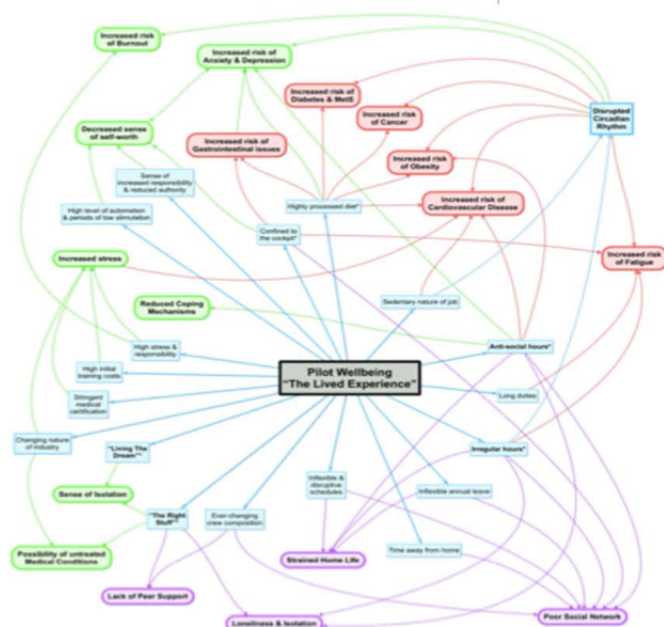 Increased risk
of Burnout
Increased risk of
Anxiety & Depression
Increased risk of
Diabetes & MetS
Increased risk
of Cancer
Disrupted
Circadian
Rhythm
Decreased sense
of self-worth
Increased risk of
Gastrointestinal issues
Increased risk
of Obesity
Sense of
increased responsibility
& reduced authority
Highly processed diet*
Increased risk of
Cardiovascular Disease
High level of automation
& periods of low stimulation
Confined to
the cockpit*
Increased stress
Increased risk
of Fatigue
Reduced Coping
Mechanisms
Sedentary nature of job
High stress &
responsibility
Anti-social hours*
Pilot Wellbeing
“The Lived Experience”
High initial
training costs
Stringent
medical
certification
Long duties
Changing nature
of industry
"Living The
Dream"*
Irregular hours*
Sense of Isolation
Inflexible &
disruptive
schedules
Inflexible annual leave
"The Right
Stuff"*
Ever-changing
crew composition
Possibility of untreated
Medical Conditions
Strained Home Life
Time away from home
Lack of Peer Support
Loneliness & Isolation
Poor Social Network